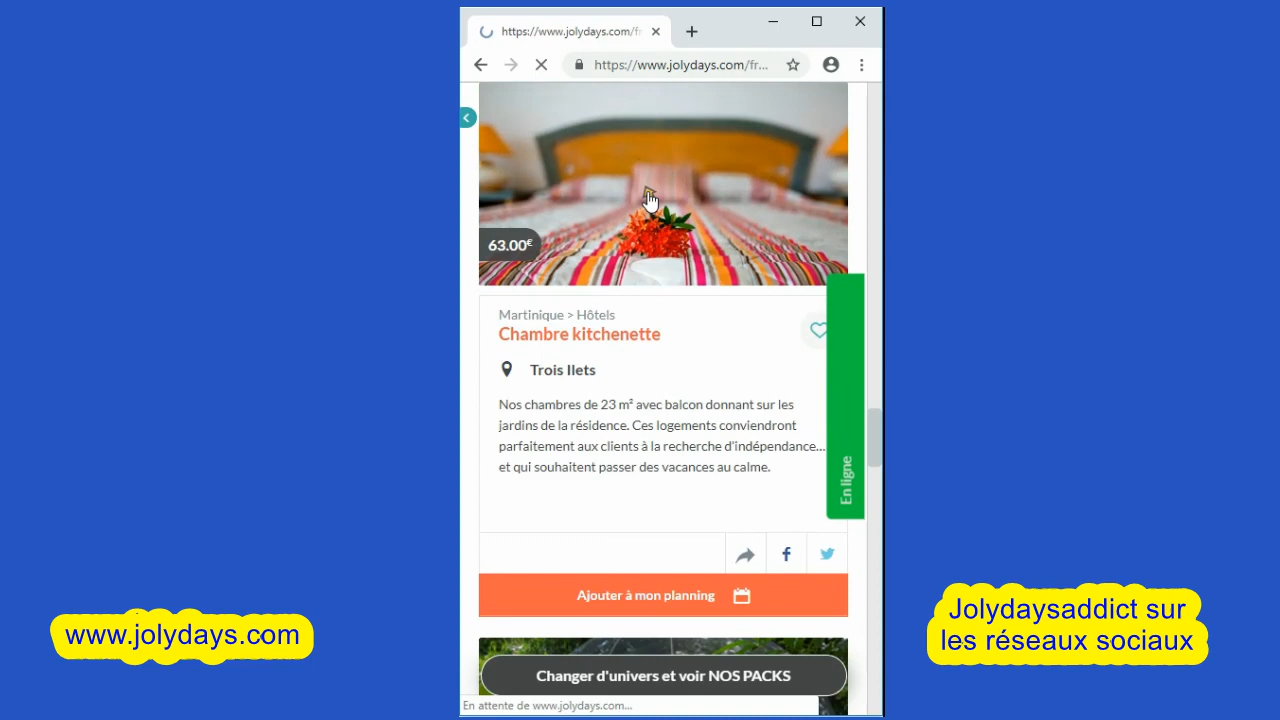 https://www.jolydays.com/fr
https://www.jolydays.com/fr...
63.00€
Martinique > Hôtels
Chambre kitchenette
Trois Ilets
Nos chambres de 23 m² avec balcon donnant sur les
jardins de la résidence. Ces logements conviendront
parfaitement aux clients à la recherche d'indépendance...
et qui souhaitent passer des vacances au calme.
En ligne
Ajouter à mon planning
Changer d'univers et voir NOS PACKS
En attente de www.jolydays.com...
www.jolydays.com
Jolydaysaddict sur
les réseaux sociaux